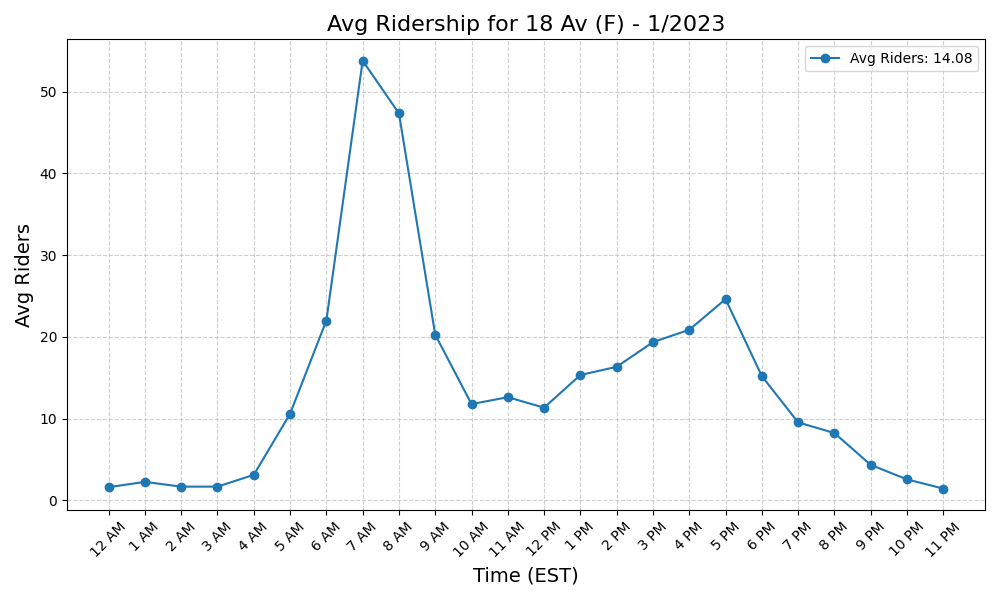 Avg Ridership for 18 Av (F) - 1/2023
Avg Riders: 14.08
Avg Riders
50
40
30
20
10
0
12 AM
1 AM
2 AM
3 AM
4 AM
5 AM
6 AM
7 AM
8 AM
9 AM
10 AM
11 AM
12 PM
1 PM
2 PM
3 PM
4 PM
5 PM
6 PM
7 PM
8 PM
9 PM
10 PM
11 PM
Time (EST)